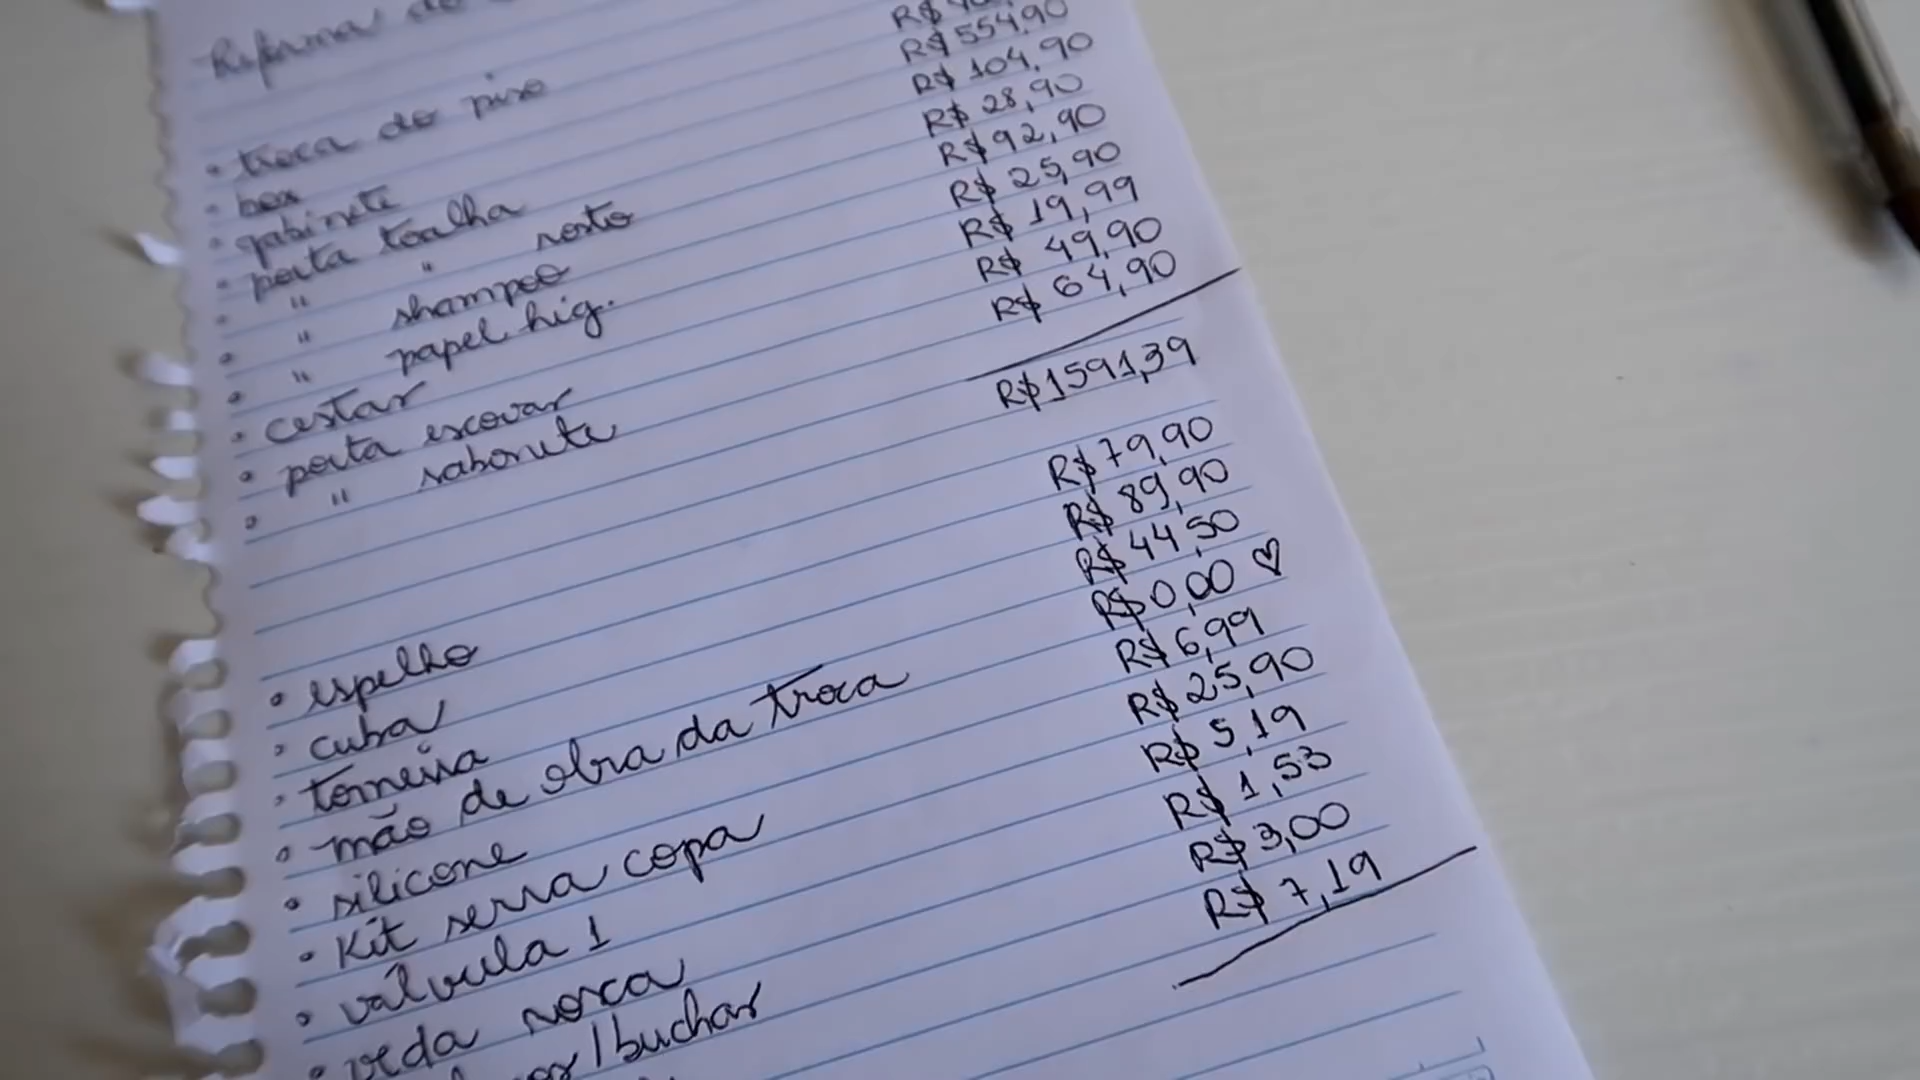 Reforma do
• troca do piso
• box R$
• gabinete R$ 554,90
• porta toalha R$ 104,90
• " " rosto R$ 28,90
• " shampoo R$ 92,90
• " papel hig. R$ 25,90
• cestas R$ 19,99
• porta escovas R$ 49,90
• " sabonete R$ 64,90
R$ 1591,39
• espelho R$ 79,90
• cuba R$ 89,90
• torneira R$ 44,50
• mão de obra da troca R$ 0,00 ♡
• silicone R$ 6,99
• Kit serra copa R$ 25,90
• válvula 1 R$ 5,19
• veda rosca R$ 1,53
/buchas R$ 3,00
R$ 7,19